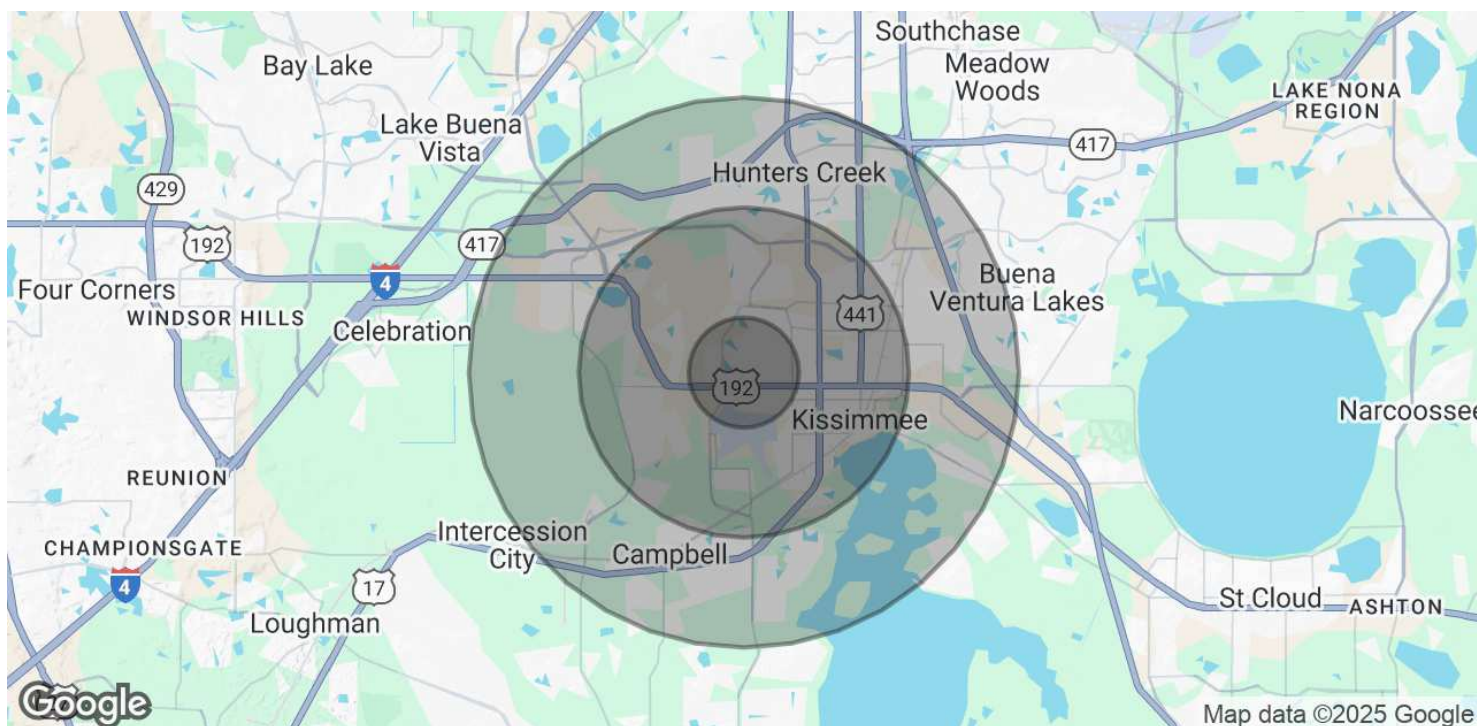 Southchase
Bay Lake
Meadow
Woods
LAKE NONA
REGION
Lake Buena
Vista
417
Hunters Creek
429
192
417
Buena
Ventura Lakes
Four Corners
4
WINDSOR HILLS
441
Celebration
192
Kissimmee
Narcoossee
REUNION
Intercession
City
Campbell
CHAMPIONSGATE
4
17
St Cloud
ASHTON
Loughman
Google
Map data ©2025 Google